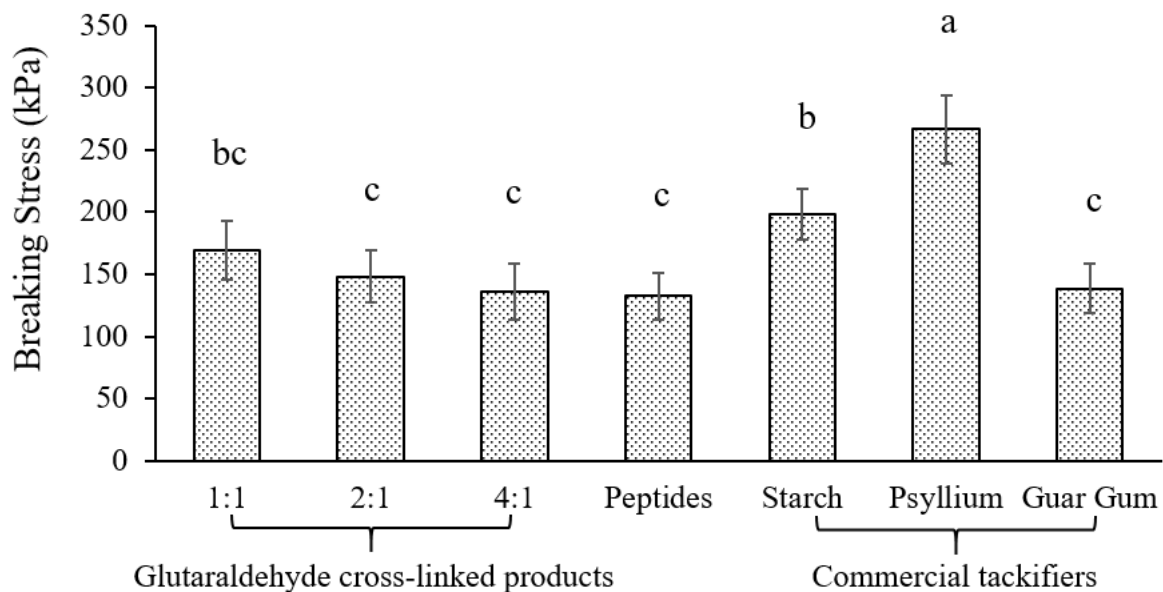 Breaking Stress (kPa)
350
300
250
200
150
100
50
0
bc
c
c
c
b
a
c
1:1 2:1 4:1 Peptides Starch Psyllium Guar Gum
Glutaraldehyde cross-linked products Commercial tackifiers